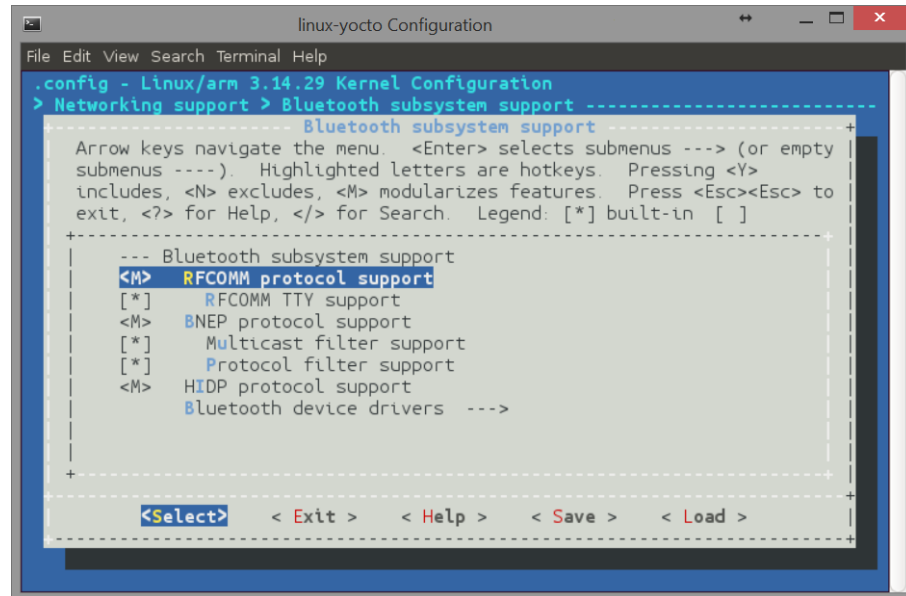 linux-yocto Configuration
File Edit View Search Terminal Help
.config - Linux/arm 3.14.29 Kernel Configuration
> Networking support > Bluetooth subsystem support ---------------------------
Bluetooth subsystem support
Arrow keys navigate the menu.  <Enter> selects submenus ---> (or empty
submenus ----).  Highlighted letters are hotkeys.  Pressing <Y>
includes, <N> excludes, <M> modularizes features.  Press <Esc><Esc> to
exit, <?> for Help, </> for Search.  Legend: [*] built-in  [ ]
--- Bluetooth subsystem support
<M>   RFCOMM protocol support
[*]     RFCOMM TTY support
<M>   BNEP protocol support
[*]     Multicast filter support
[*]     Protocol filter support
<M>   HIDP protocol support
Bluetooth device drivers  --->
<Select>    < Exit >    < Help >    < Save >    < Load >